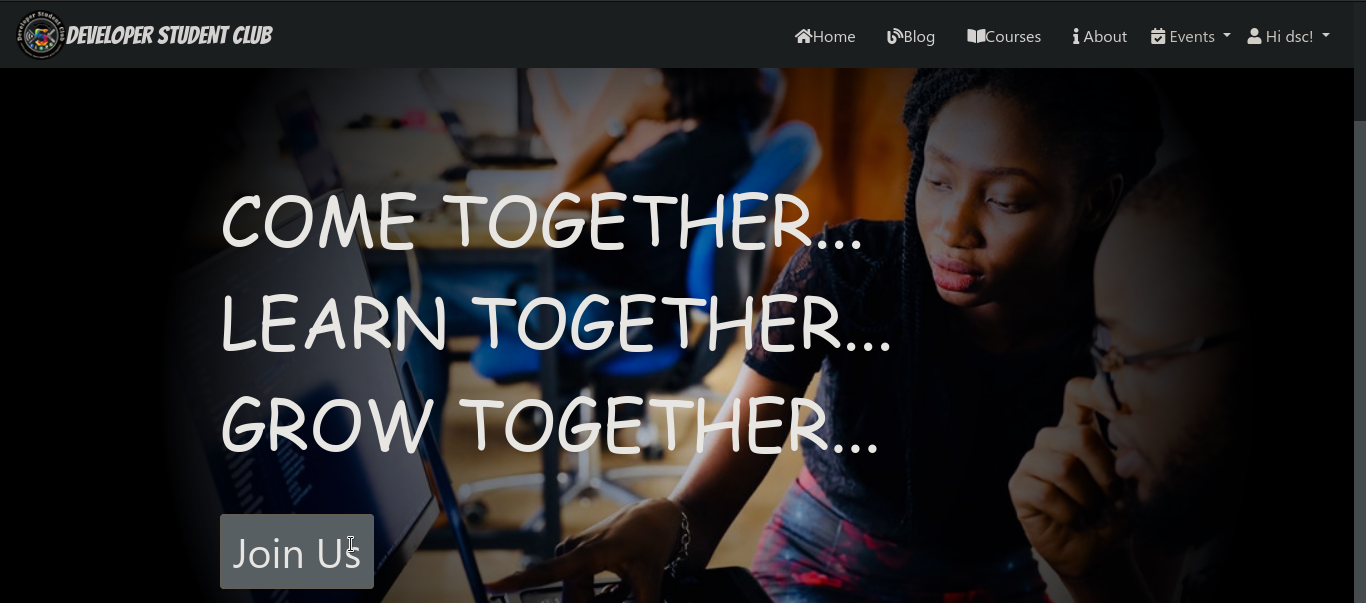 Developer Student Club
DEVELOPER STUDENT CLUB
Home
Blog
Courses
About
Events
Hi dsc!
COME TOGETHER...
LEARN TOGETHER...
GROW TOGETHER...
Join Us